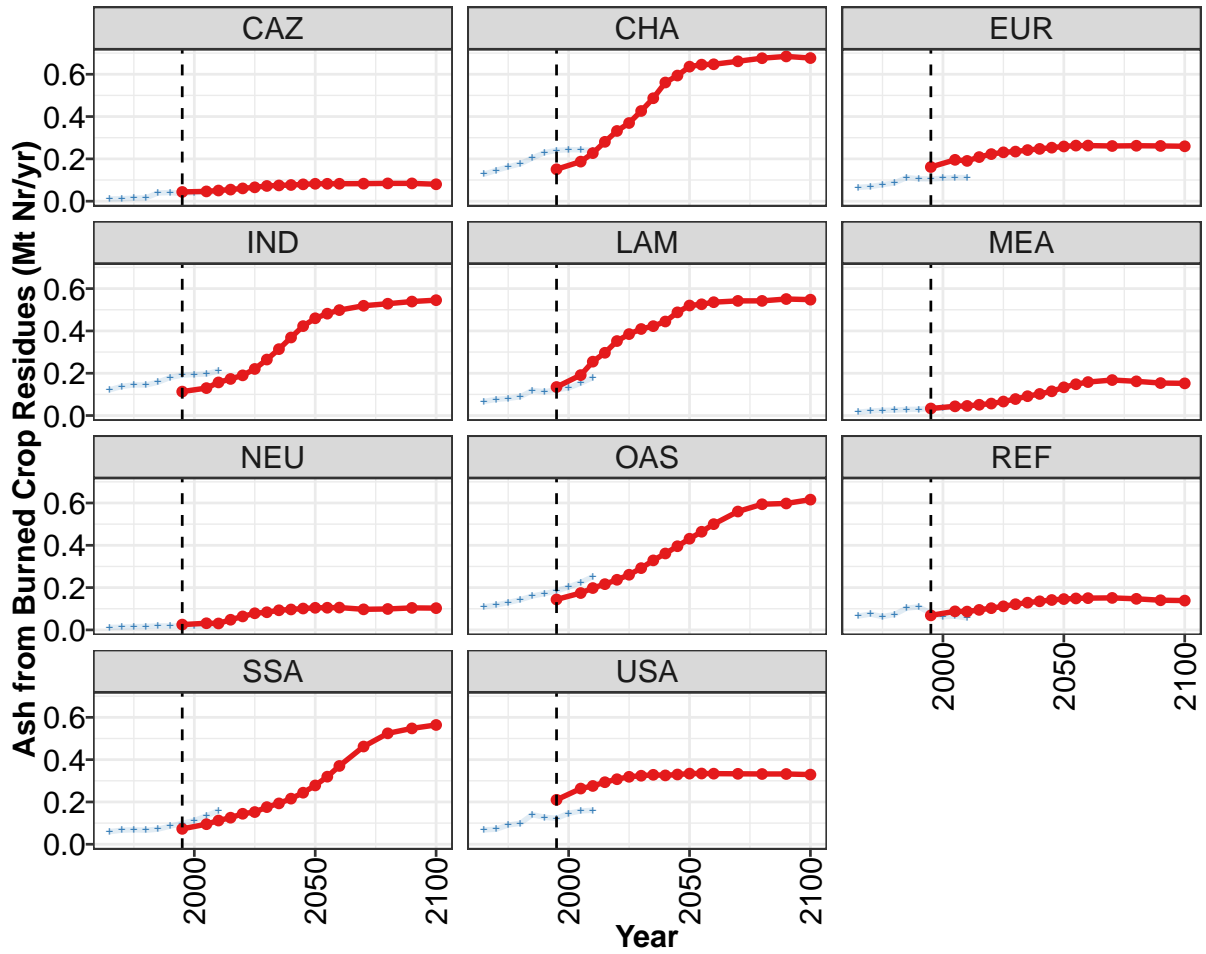 Ash from Burned Crop Residues (Mt Nr/yr)
CAZ CHA EUR
0.6
0.4
0.2
0.0
IND LAM MEA
0.6
0.4
0.2
0.0
NEU OAS REF
0.6
0.4
0.2
0.0
2000 2050 2100
SSA USA
0.6
0.4
0.2
0.0
2000 2050 2100 2000 2050 2100
Year